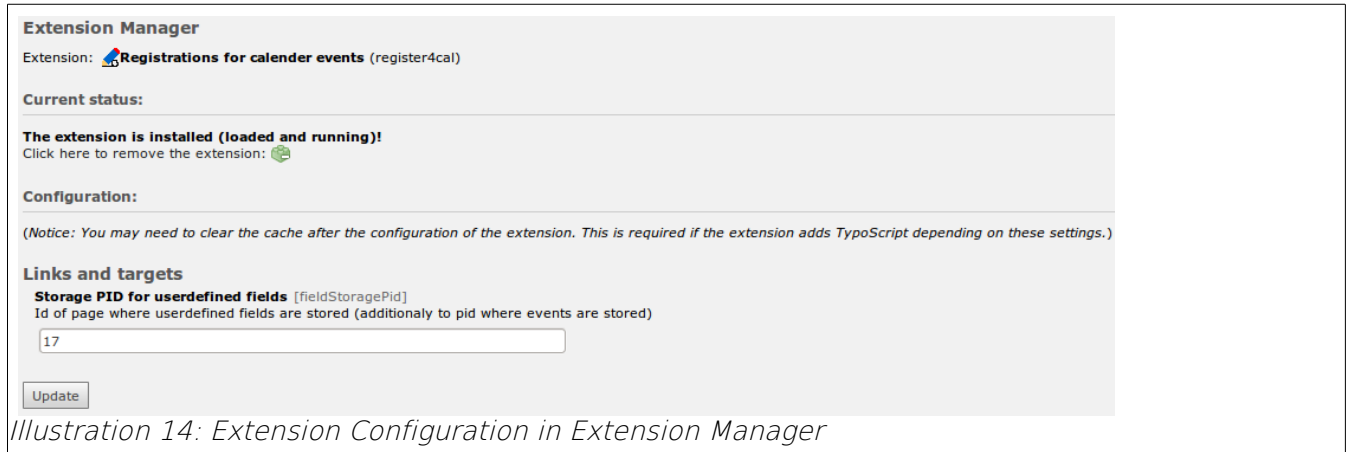 Extension Manager
Extension: Registrations for calender events (register4cal)
Current status:
The extension is installed (loaded and running)!
Click here to remove the extension:
Configuration:
(Notice: You may need to clear the cache after the configuration of the extension. This is required if the extension adds TypoScript depending on these settings.)
Links and targets
Storage PID for userdefined fields [fieldStoragePid]
Id of page where userdefined fields are stored (additionaly to pid where events are stored)
17
Update
Illustration 14: Extension Configuration in Extension Manager